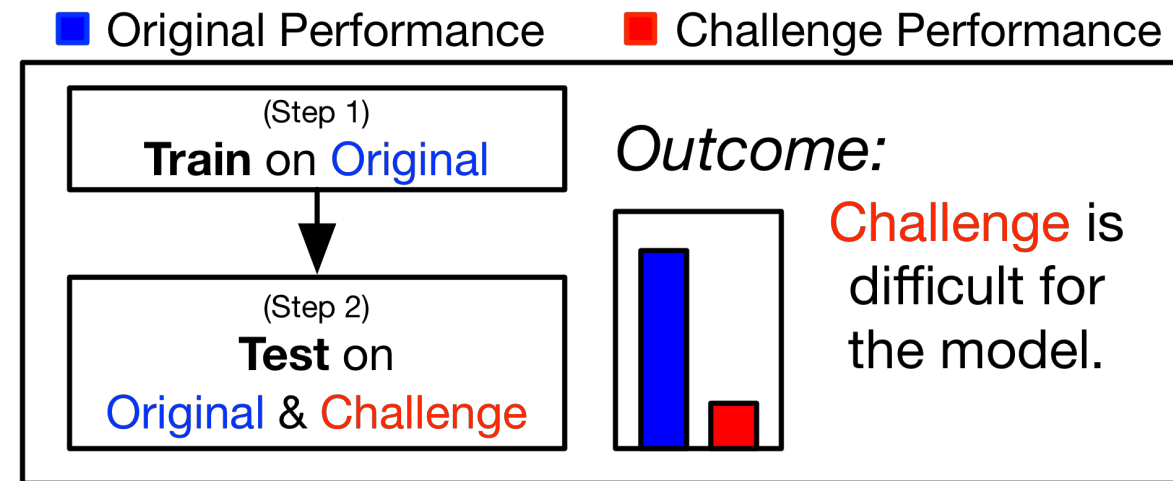 Original Performance
Challenge Performance
(Step 1)
Train on Original
(Step 2)
Test on
Original & Challenge
Outcome:
Challenge is
difficult for
the model.